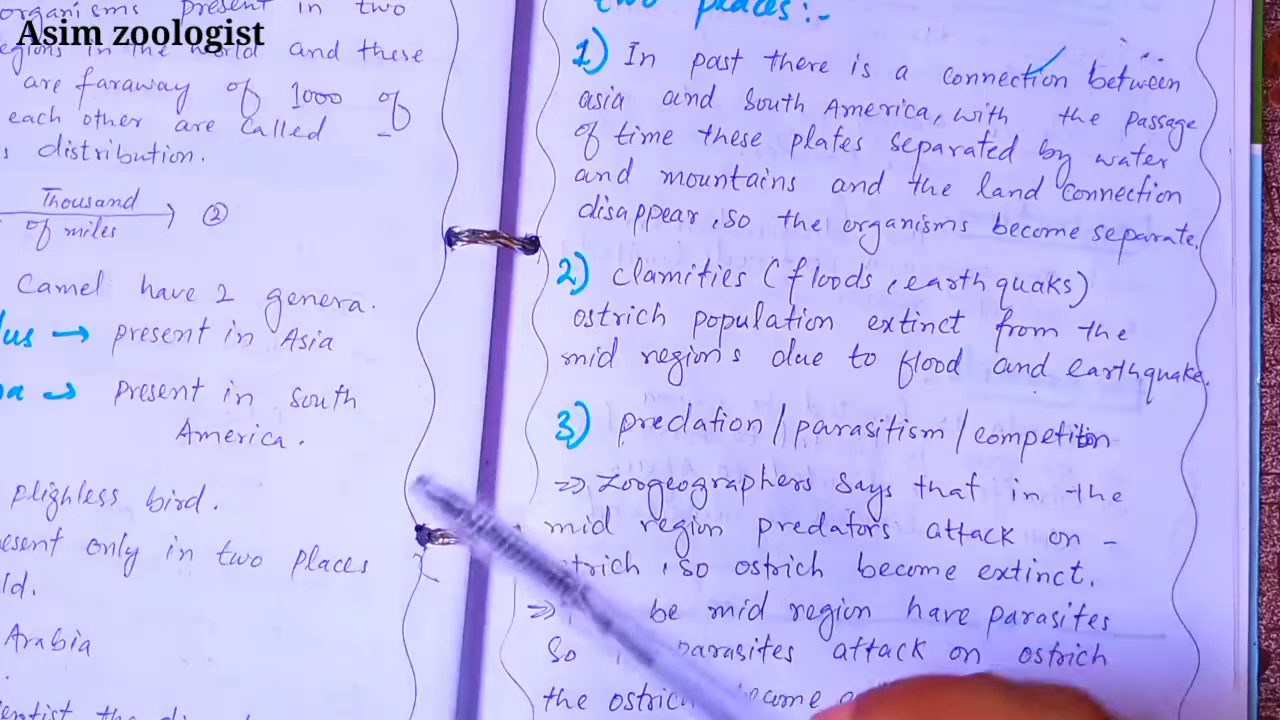 Asim zoologist
organisms present in two
regions in the world and these
are faraway of 1000 of
each other are called
distribution.
Thousand
of miles
②
Camel have 2 genera.
present in Asia
present in South
America.
plighless bird.
only in two places
Arabia
two places:-
1) In past there is a connection between
asia and South America, with the passage
of time these plates separated by water
and mountains and the land connection
disappear, so the organisms become separate.
2) clamities (floods, earth quaks)
ostrich population extinct from the
mid region's due to flood and earthquake.
3) predation/parasitism/competition
=> Zoogeographers says that in the
mid region predators attack on -
, so ostrich become extinct.
=> be mid region have parasites
So parasites attack on ostrich
the